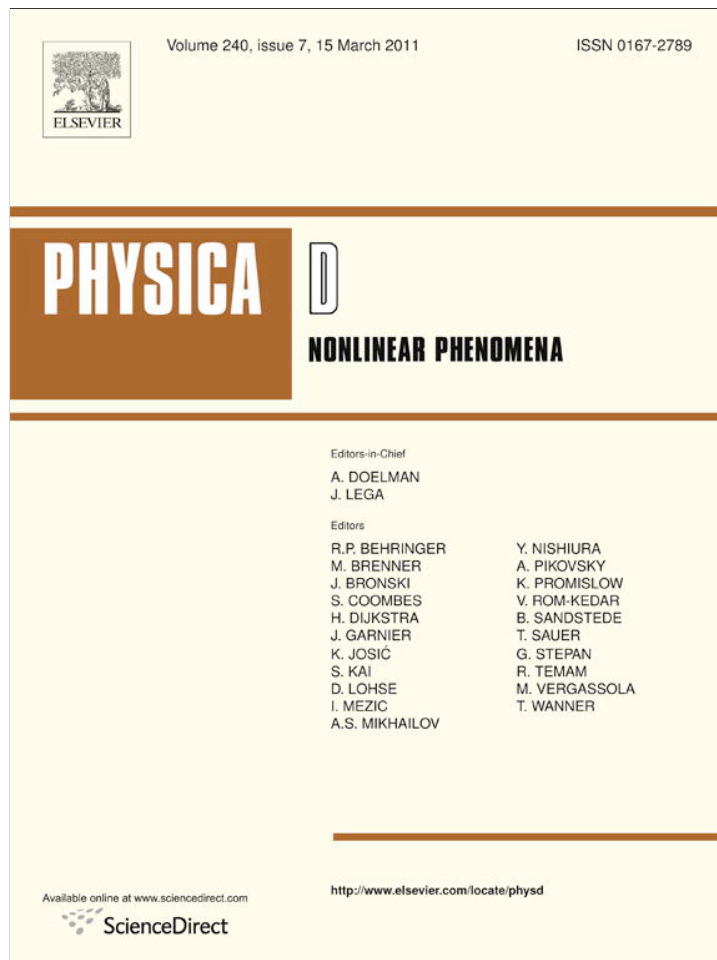 Volume 240, issue 7, 15 March 2011 ISSN 0167-2789
ELSEVIER
PHYSICA D
NONLINEAR PHENOMENA
Editors-in-Chief
A. DOELMAN
J. LEGA
Editors
R.P. BEHRINGER
M. BRENNER
J. BRONSKI
S. COOMBES
H. DIJKSTRA
J. GARNIER
K. JOSIĆ
S. KAI
D. LOHSE
I. MEZIC
A.S. MIKHAILOV
Y. NISHIURA
A. PIKOVSKY
K. PROMISLOW
V. ROM-KEDAR
B. SANDSTEDE
T. SAUER
G. STEPAN
R. TEMAM
M. VERGASSOLA
T. WANNER
Available online at www.sciencedirect.com
ScienceDirect
http://www.elsevier.com/locate/physd